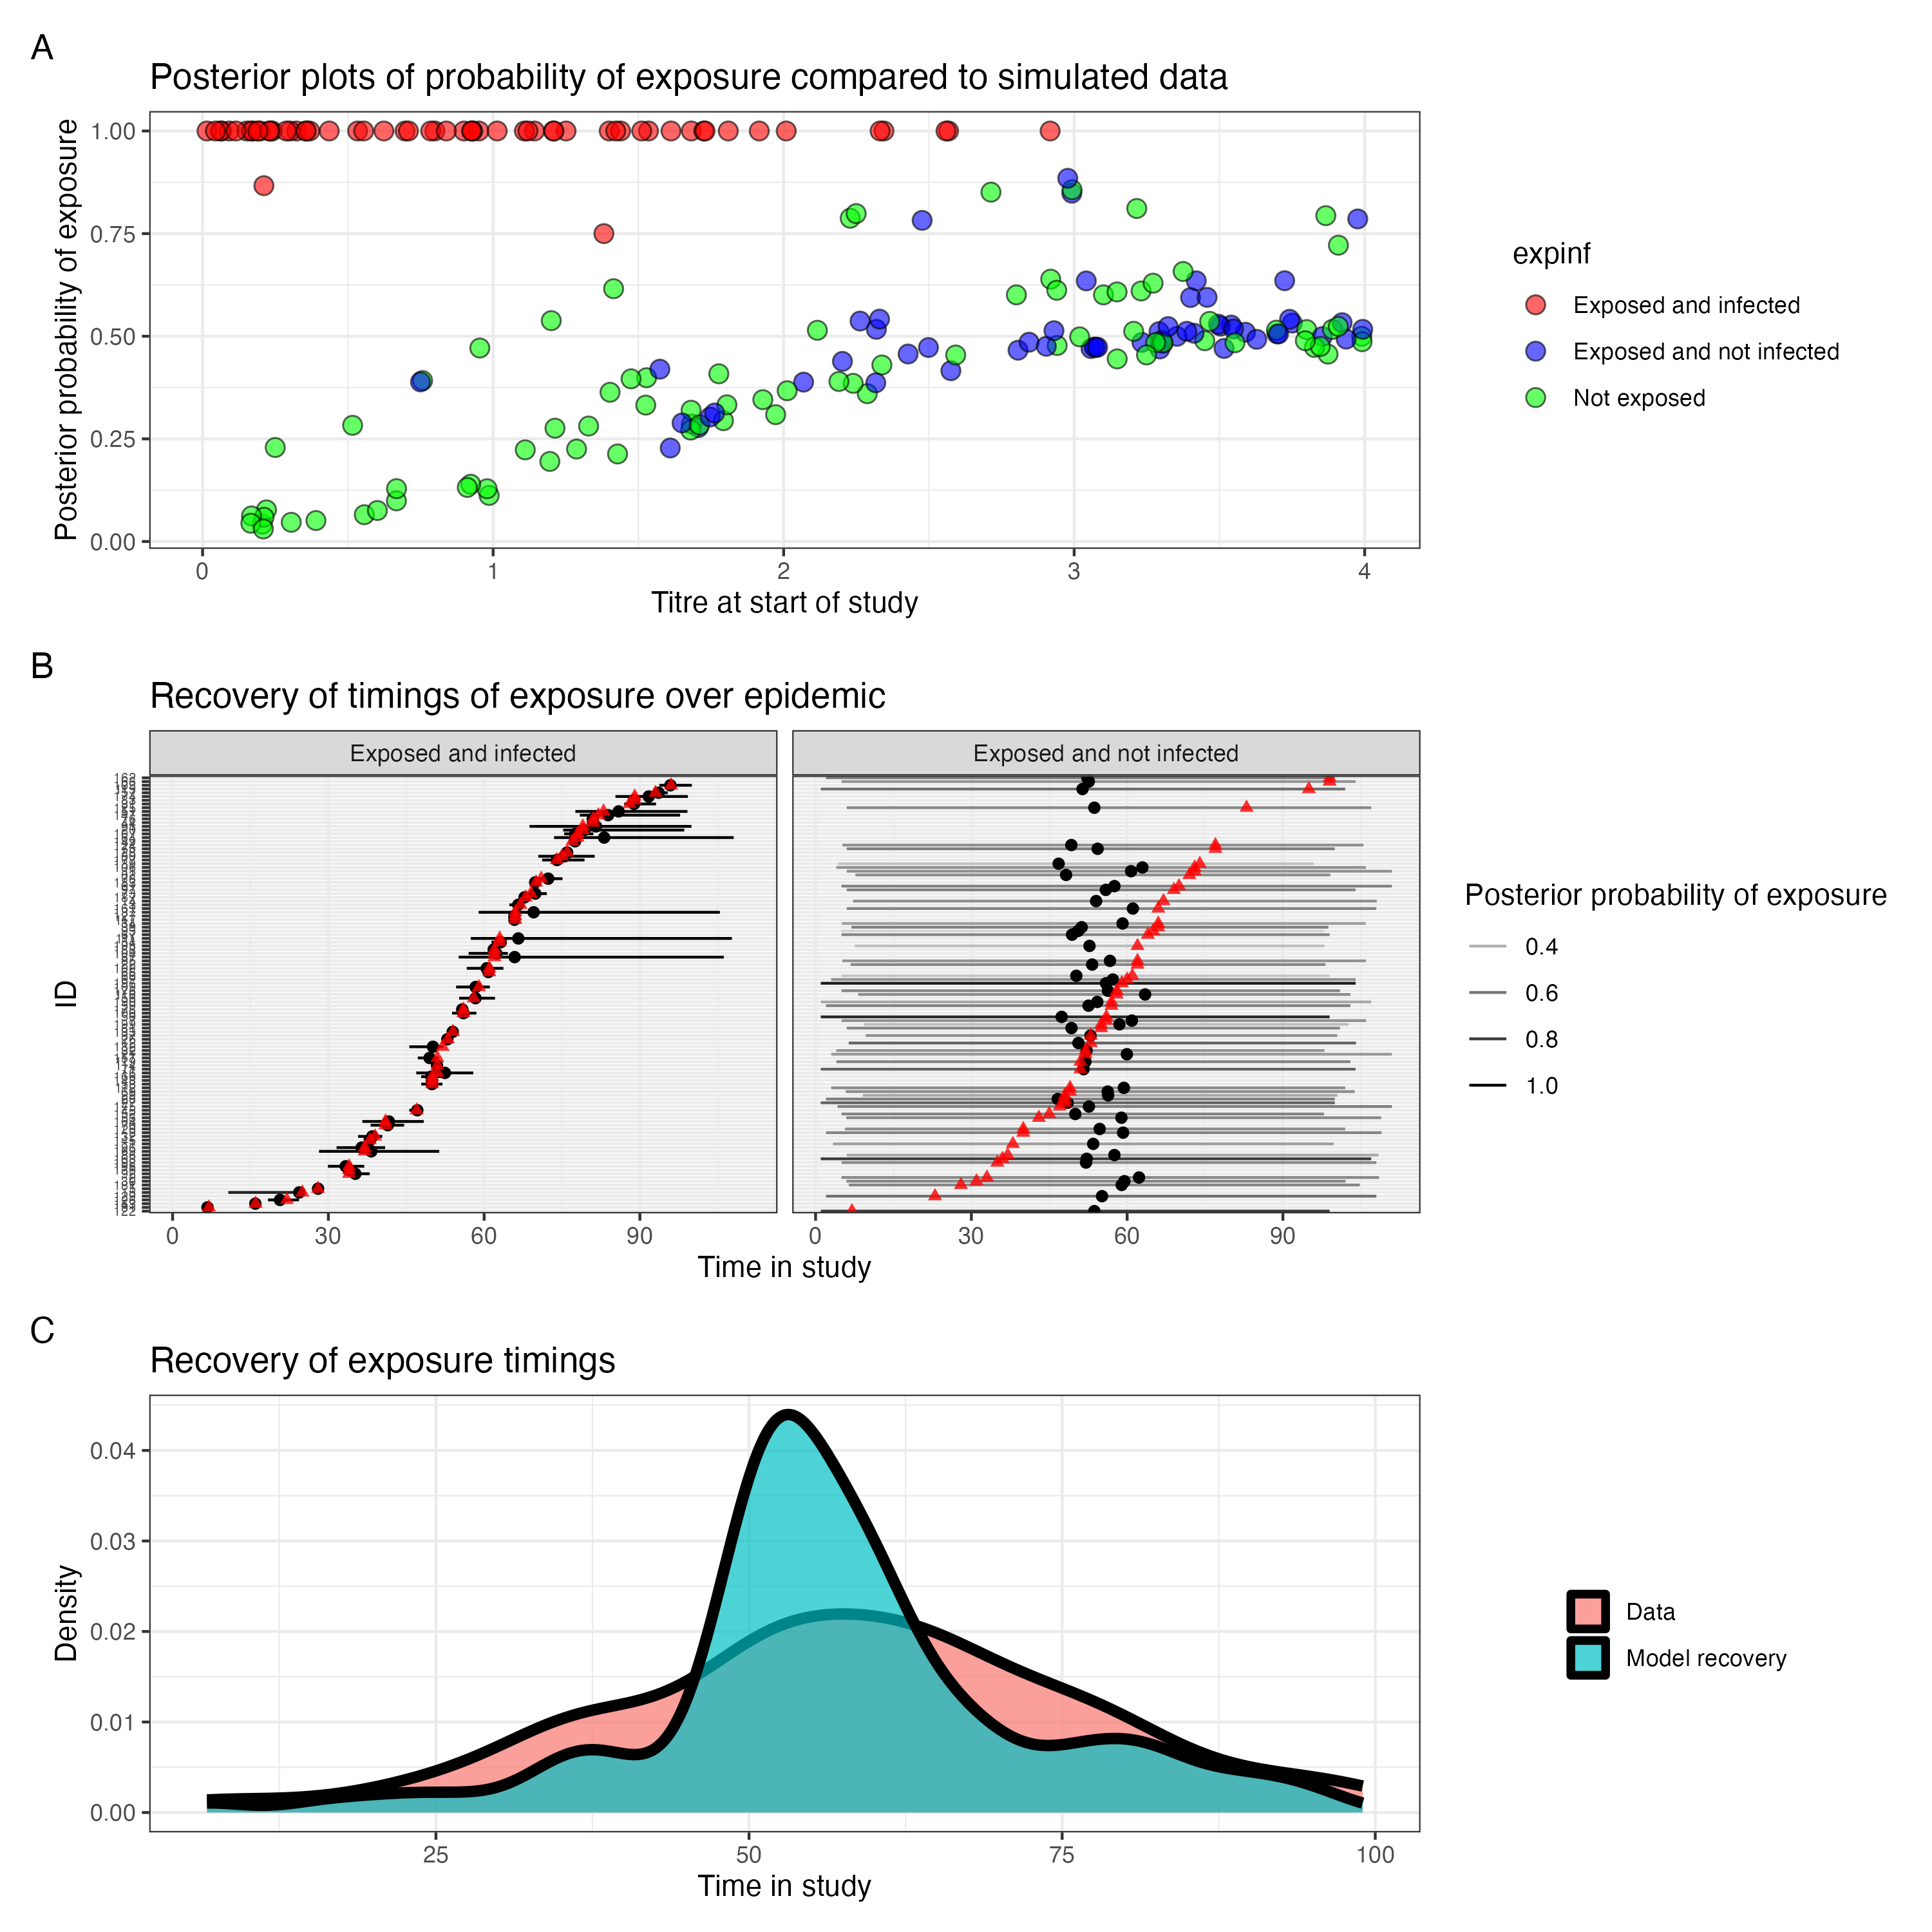 A
Posterior plots of probability of exposure compared to simulated data
Posterior probability of exposure
1.00
0.75
0.50
0.25
0.00
0 1 2 3 4
Titre at start of study
expinf
Exposed and infected
Exposed and not infected
Not exposed
B
Recovery of timings of exposure over epidemic
Exposed and infected Exposed and not infected
ID
162
122
0 30 60 90 0 30 60 90
Time in study
Posterior probability of exposure
0.4
0.6
0.8
1.0
C
Recovery of exposure timings
Density
0.04
0.03
0.02
0.01
0.00
25 50 75 100
Time in study
Data
Model recovery